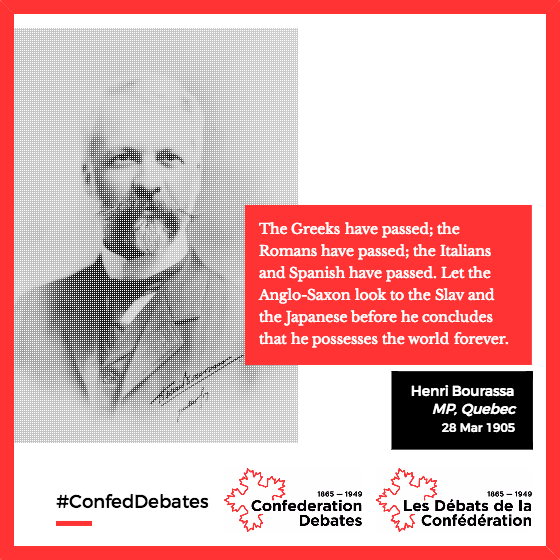 The Greeks have passed; the
Romans have passed; the Italians
and Spanish have passed. Let the
Anglo-Saxon look to the Slav and
the Japanese before he concludes
that he possesses the world forever.
Henri Bourassa
MP, Quebec
28 Mar 1905
#ConfedDebates
1865 — 1949
Confederation
Debates
1865 — 1949
Les Débats de la
Confédération